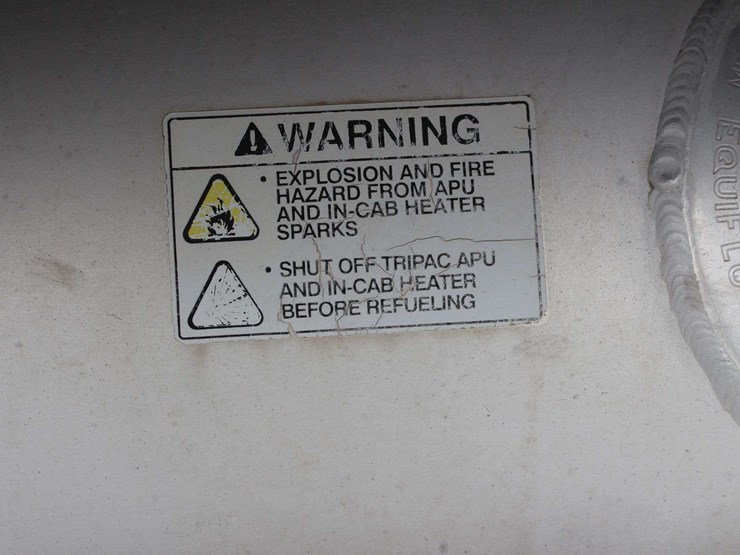 WARNING
• EXPLOSION AND FIRE
HAZARD FROM APU
AND IN-CAB HEATER
SPARKS
• SHUT OFF TRIPAC APU
AND IN-CAB HEATER
BEFORE REFUELING
EQUIFLO